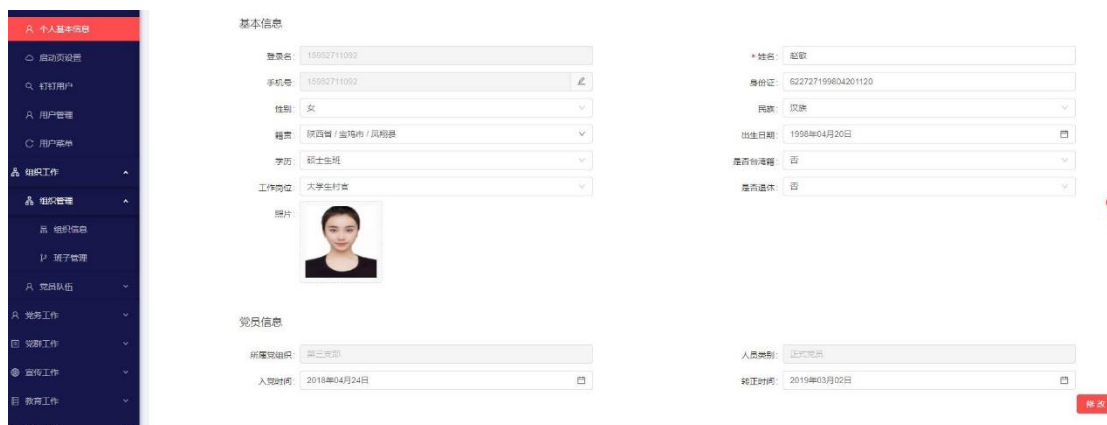 个人基本信息
启动页设置
钉钉用户
用户管理
用户菜单
组织工作
组织管理
组织信息
班子管理
党员队伍
党务工作
党群工作
宣传工作
教育工作
基本信息
登录名: 15952711092
*姓名: 赵敏
手机号: 15952711092
身份证: 622727199804201120
性别: 女
民族: 汉族
籍贯: 陕西省 / 宝鸡市 / 凤翔县
出生日期: 1998年04月20日
学历: 硕士生班
是否台湾籍: 否
工作岗位: 大学生村官
是否退休: 否
照片:
党员信息
所属党组织: 第三支部
人员类别: 正式党员
入党时间: 2018年04月24日
转正时间: 2019年03月02日
修改